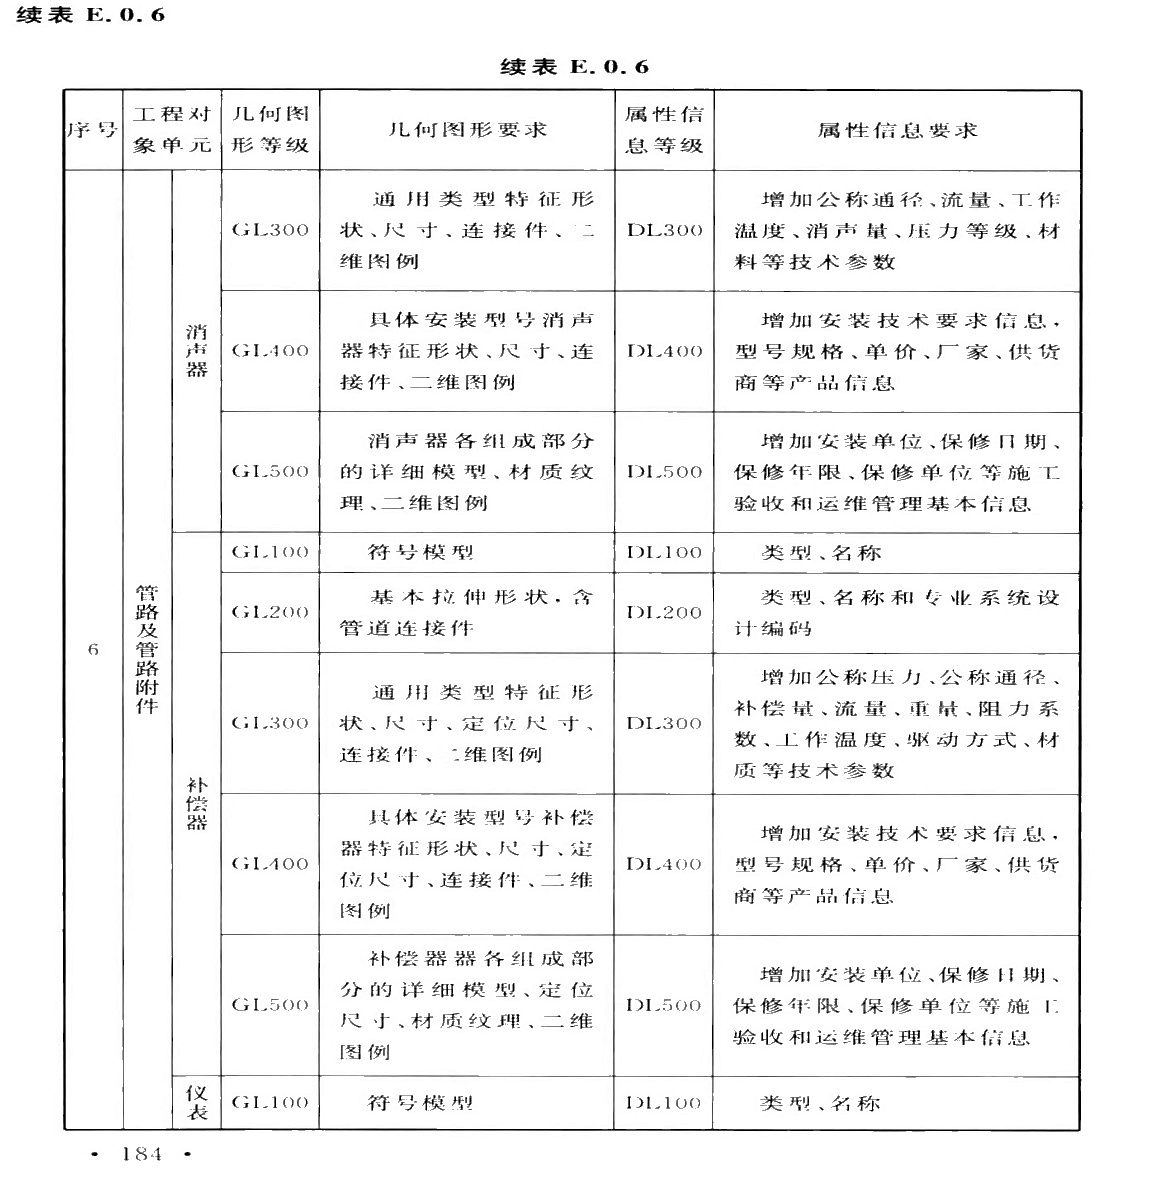 续表 E.0.6
续表 E.0.6
序号
工程对
象单元
几何图
形等级
几何图形要求
属性信
息等级
属性信息要求
6
管路及管路附件
消声器
GL300
通用类型特征形
状、尺寸、连接件、二
维图例
DL300
增加公称通径、流量、工作
温度、消声量、压力等级、材
料等技术参数
GL400
具体安装型号消声
器特征形状、尺寸、连
接件、二维图例
DL400
增加安装技术要求信息，
型号规格、单价、厂家、供货
商等产品信息
GL500
消声器各组成部分
的详细模型、材质纹
理、二维图例
DL500
增加安装单位、保修日期、
保修年限、保修单位等施工
验收和运维管理基本信息
补偿器
GL100
符号模型
DL100
类型、名称
GL200
基本拉伸形状，含
管道连接件
DL200
类型、名称和专业系统设
计编码
GL300
通用类型特征形
状、尺寸、定位尺寸、
连接件、二维图例
DL300
增加公称压力、公称通径、
补偿量、流量、重量、阻力系
数、工作温度、驱动方式、材
质等技术参数
GL400
具体安装型号补偿
器特征形状、尺寸、定
位尺寸、连接件、二维
图例
DL400
增加安装技术要求信息，
型号规格、单价、厂家、供货
商等产品信息
GL500
补偿器器各组成部
分的详细模型、定位
尺寸、材质纹理、二维
图例
DL500
增加安装单位、保修日期、
保修年限、保修单位等施工
验收和运维管理基本信息
仪表
GL100
符号模型
DL100
类型、名称
• 184 •